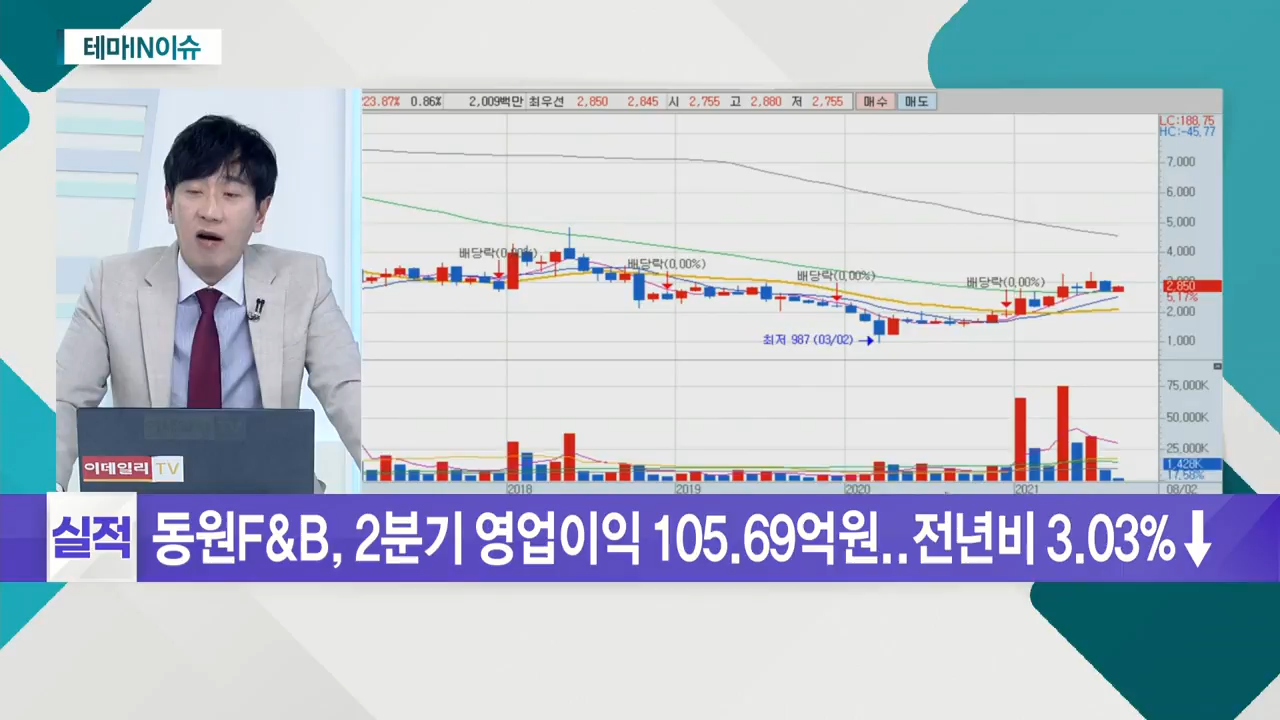 테마IN이슈
23.87% 0.86% 2,009백만 최우선 2,850 2,845 시 2,755 고 2,880 저 2,755 매수 매도
LC:188.75
HC:-45.77
7,000
6,000
5,000
4,000
배당락(0,00%)
배당락(0,00%)
배당락(0,00%)
배당락(0,00%)
2,850
5.17%
2,000
최저 987 (03/02)
1,000
75,000K
50,000K
25,000K
1,428K
17.68%
2018
2019
2020
2021
08/02
이데일리 TV
실적
동원F&B, 2분기 영업이익 105.69억원..전년비 3.03%↓